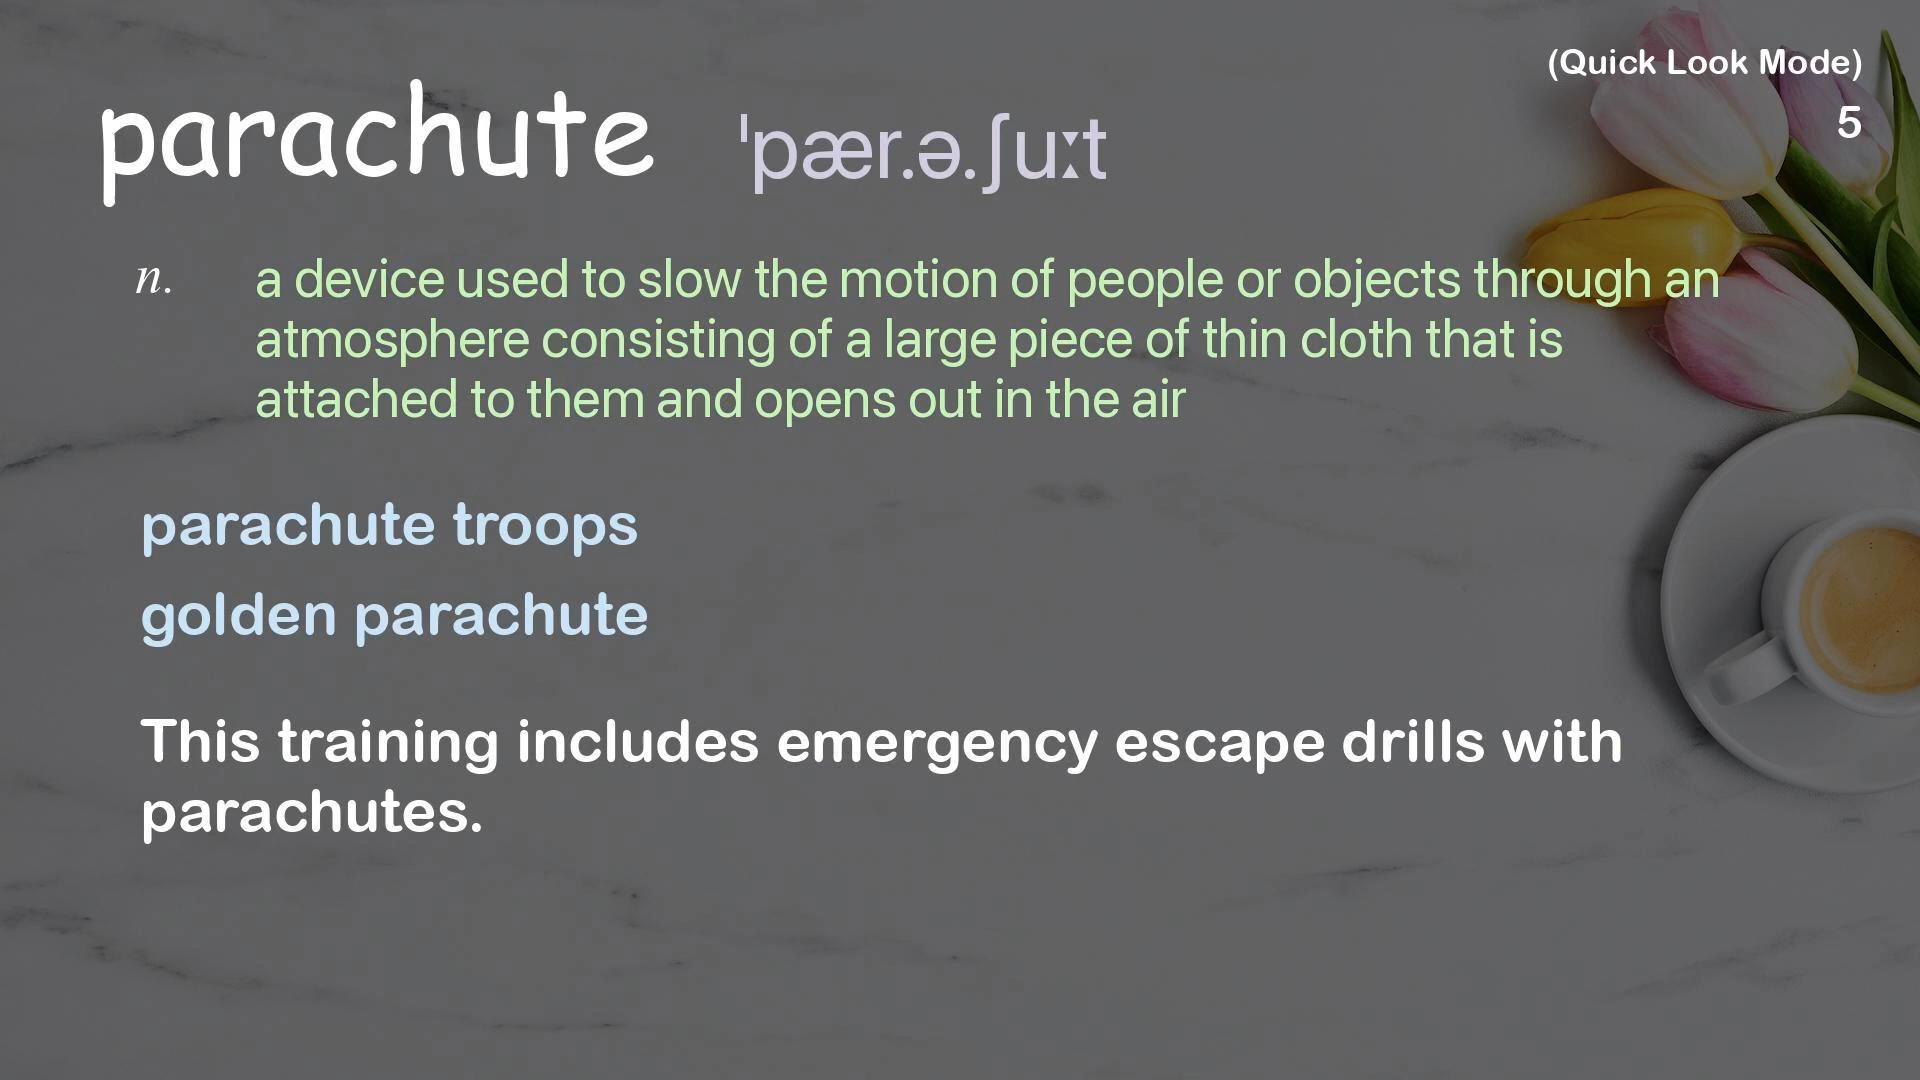 (Quick Look Mode)
5
parachute ˈpær.ə.ʃuːt
n. a device used to slow the motion of people or objects through an
atmosphere consisting of a large piece of thin cloth that is
attached to them and opens out in the air
parachute troops
golden parachute
This training includes emergency escape drills with
parachutes.